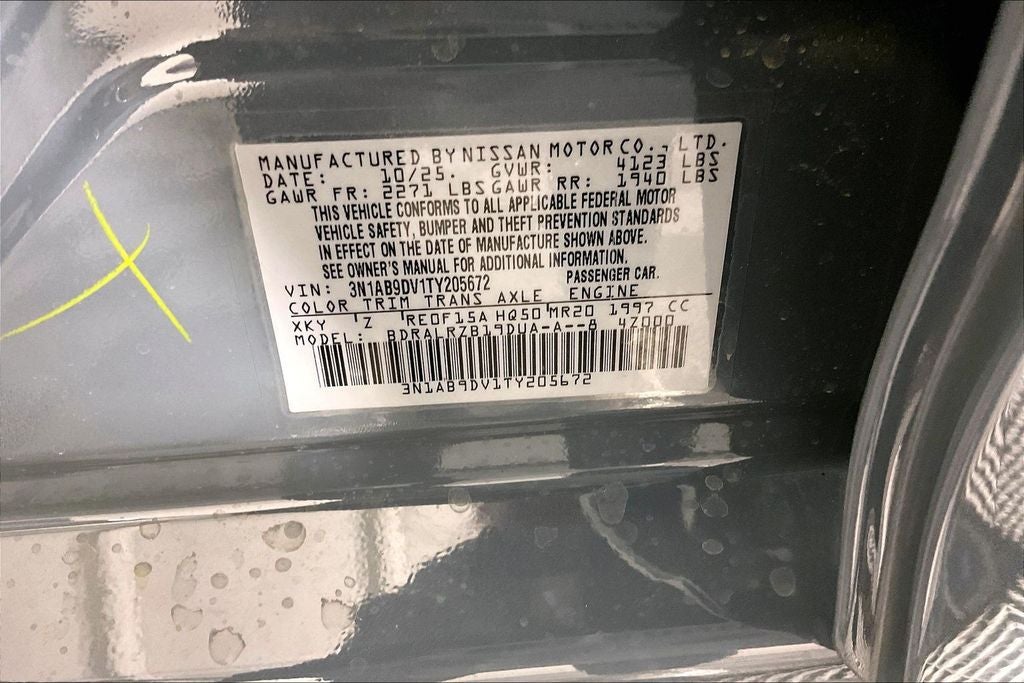 MANUFACTURED BY NISSAN MOTOR CO., LTD.
DATE: 10/25. GVWR: 4123 LBS
GAWR FR: 2271 LBS GAWR RR: 1940 LBS
THIS VEHICLE CONFORMS TO ALL APPLICABLE FEDERAL MOTOR
VEHICLE SAFETY, BUMPER AND THEFT PREVENTION STANDARDS
IN EFFECT ON THE DATE OF MANUFACTURE SHOWN ABOVE.
SEE OWNER'S MANUAL FOR ADDITIONAL INFORMATION.
VIN: 3N1AB9DV1TY205672 PASSENGER CAR.
COLOR TRIM TRANS AXLE ENGINE
XKY Z RE0F15A HQ50 MR20 1997 CC
MODEL: BDRALRZB19DUA-A--8 4Z000
3N1AB9DV1TY205672